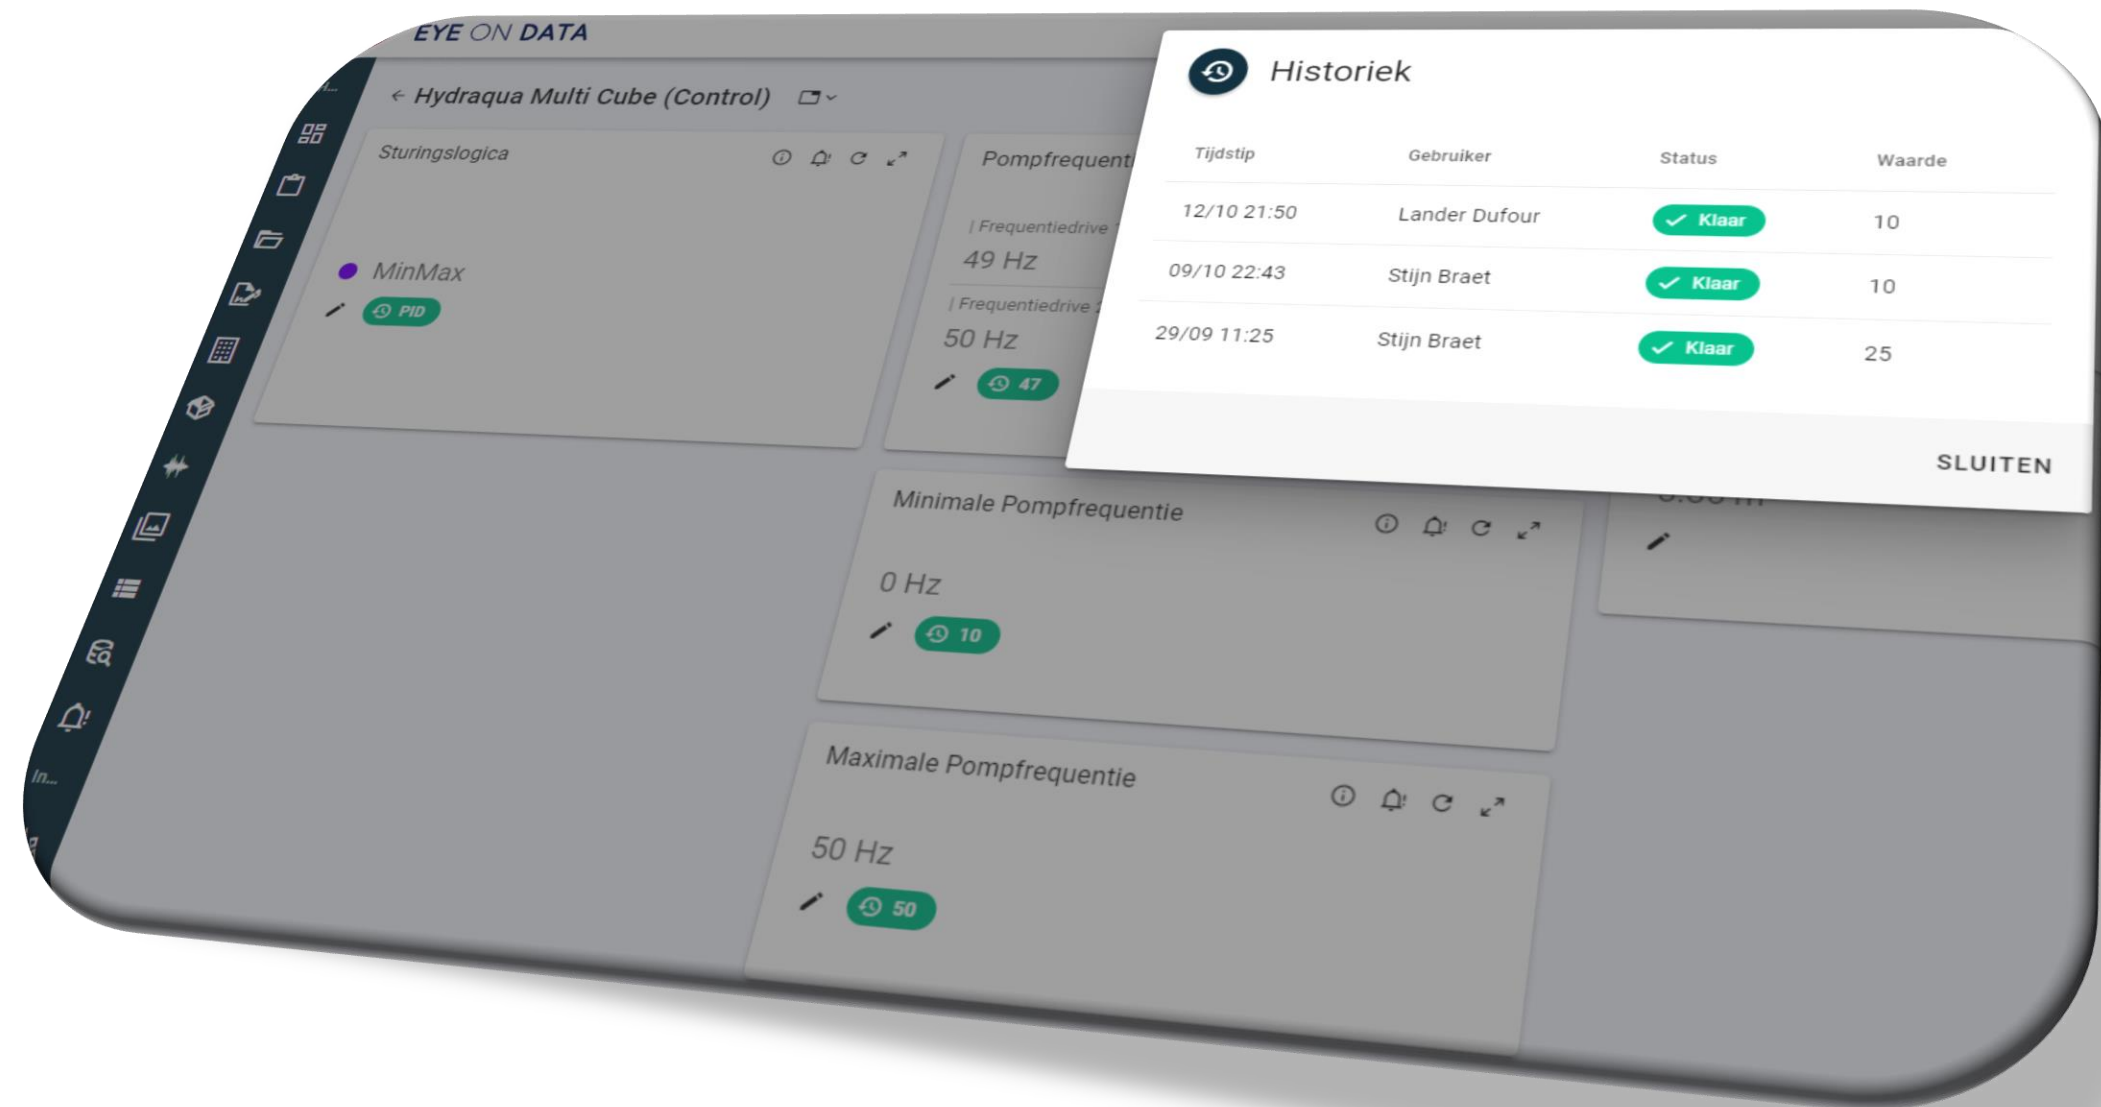 EYE ON DATA
Hydraqua Multi Cube (Control)
Sturingslogica
MinMax
PID
| Frequentiedrive
49 Hz
| Frequentiedrive
50 Hz
47
Minimale Pompfrequentie
0 Hz
10
Maximale Pompfrequentie
50 Hz
50
Historiek
Tijdstip Gebruiker Status Waarde
12/10 21:50 Lander Dufour Klaar 10
09/10 22:43 Stijn Braet Klaar 10
29/09 11:25 Stijn Braet Klaar 25
SLUITEN
In...